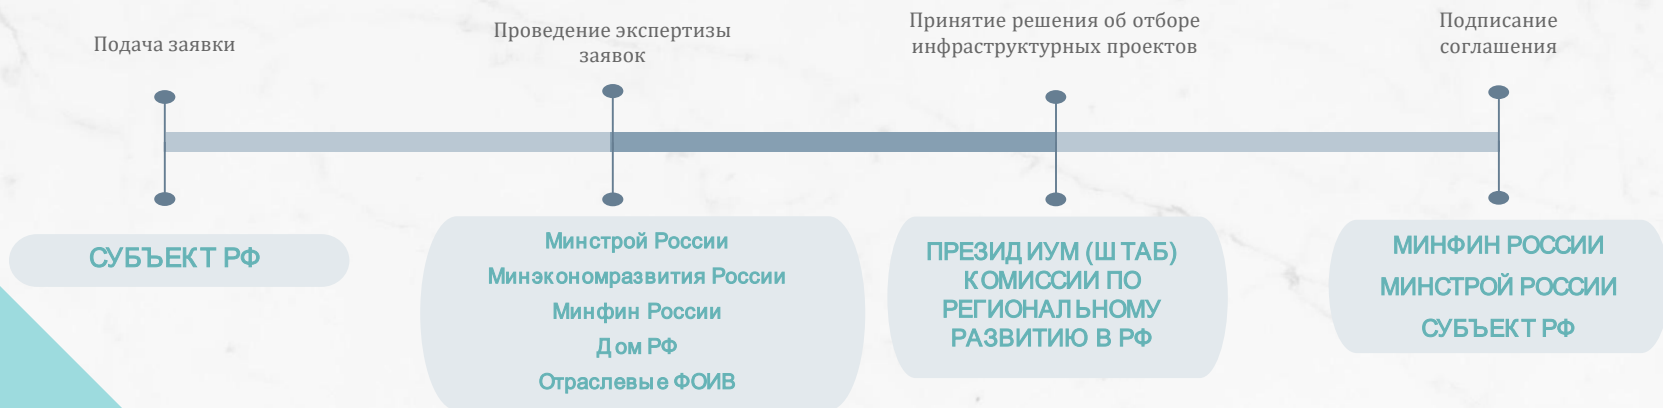 Подача заявки
Проведение экспертизы
заявок
Принятие решения об отборе
инфраструктурных проектов
Подписание
соглашения
СУБЪЕКТ РФ
Минстрой России
Минэкономразвития России
Минфин России
Дом РФ
Отраслевые ФОИВ
ПРЕЗИДИУМ (ШТАБ)
КОМИССИИ ПО
РЕГИОНАЛЬНОМУ
РАЗВИТИЮ В РФ
МИНФИН РОССИИ
МИНСТРОЙ РОССИИ
СУБЪЕКТ РФ